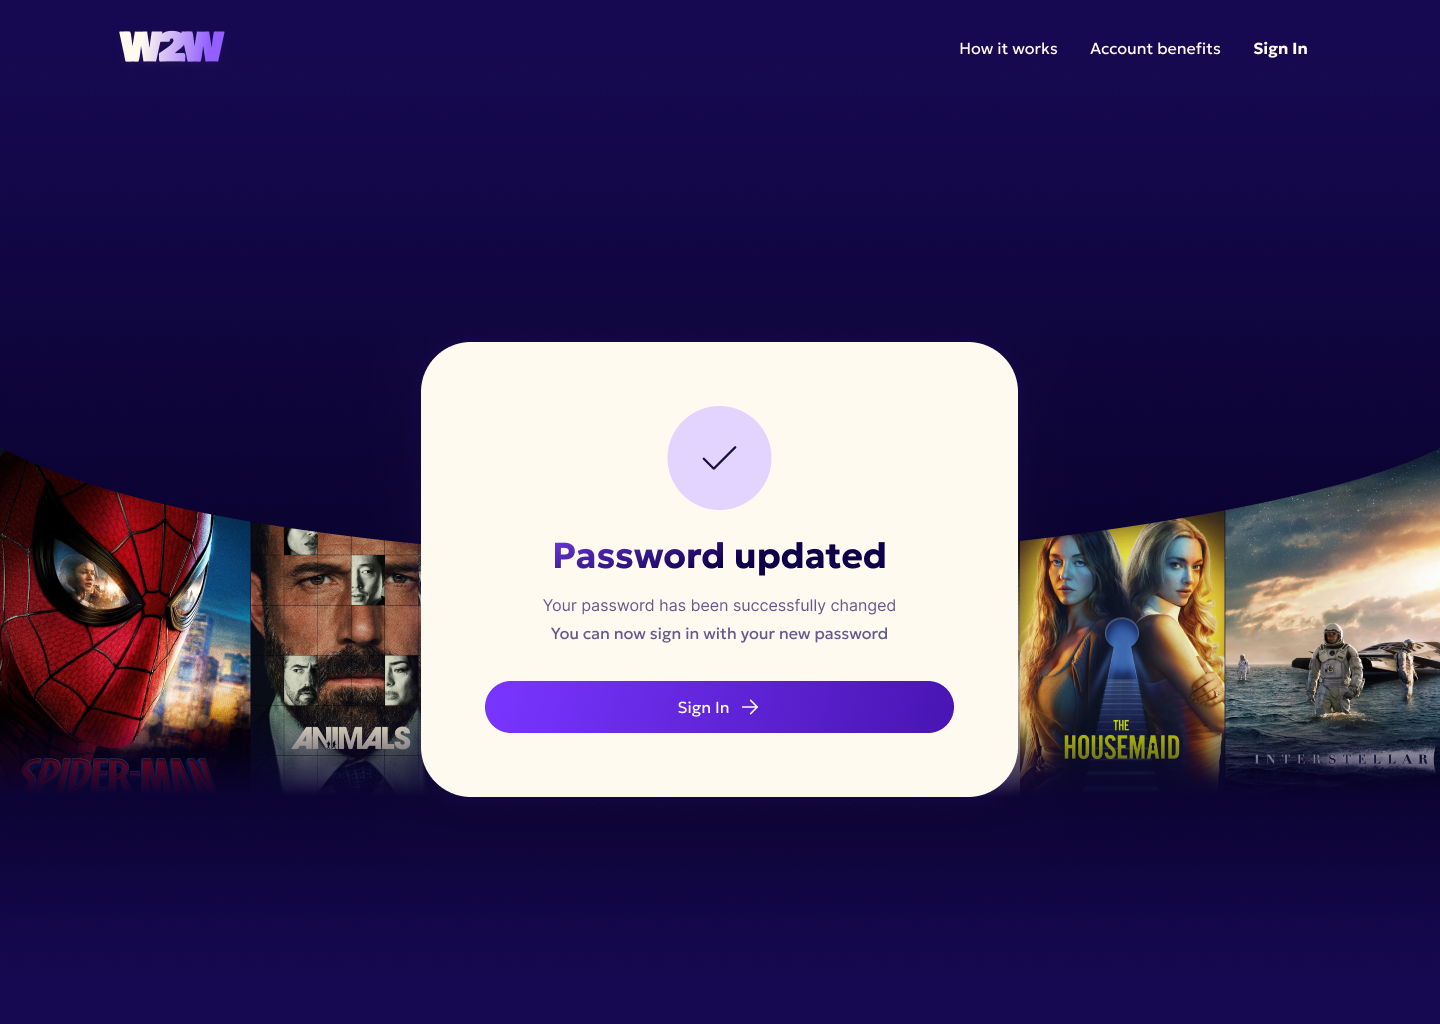 W2W
How it works
Account benefits
Sign In
Password updated
Your password has been successfully changed
You can now sign in with your new password
Sign In
SPIDER-MAN
ANIMALS
THE
HOUSEMAID
INTERSTELLAR